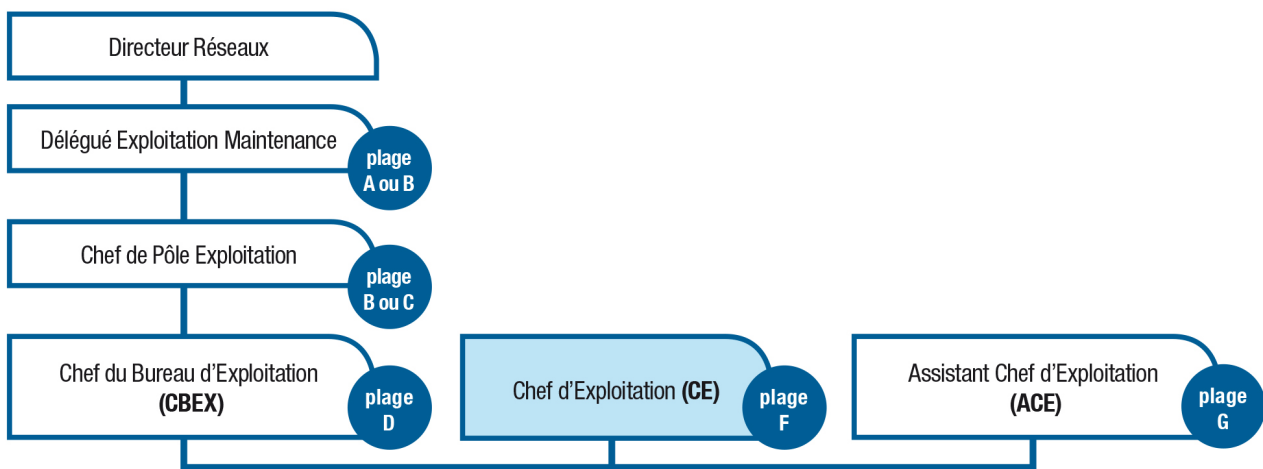 Directeur Réseaux
Délégué Exploitation Maintenance
plage
A ou B
Chef de Pôle Exploitation
plage
B ou C
Chef du Bureau d’Exploitation
(CBEX)
plage
D
Chef d’Exploitation (CE)
plage
F
Assistant Chef d’Exploitation
(ACE)
plage
G